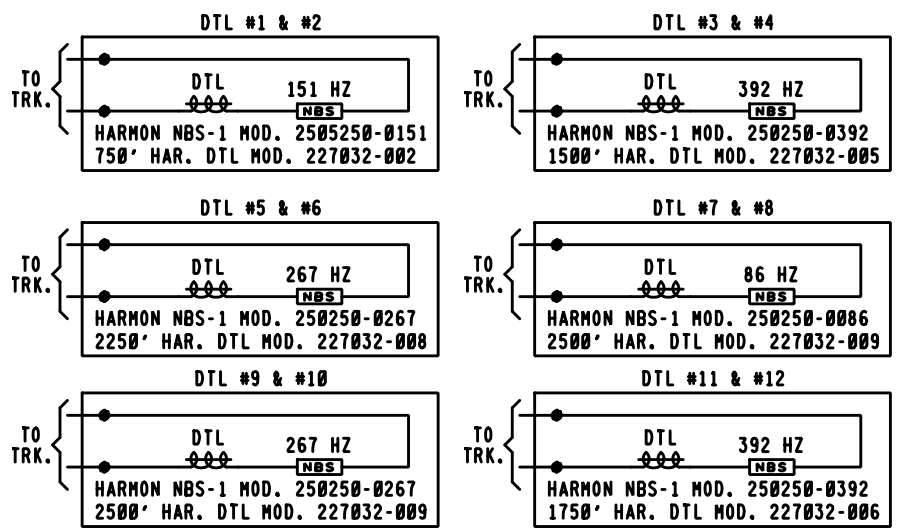 DTL #1 & #2
TO
TRK.
DTL
151 HZ
NBS
HARMON NBS-1 MOD. 2505250-0151
750' HAR. DTL MOD. 227032-002
DTL #3 & #4
TO
TRK.
DTL
392 HZ
NBS
HARMON NBS-1 MOD. 250250-0392
1500' HAR. DTL MOD. 227032-005
DTL #5 & #6
TO
TRK.
DTL
267 HZ
NBS
HARMON NBS-1 MOD. 250250-0267
2250' HAR. DTL MOD. 227032-008
DTL #7 & #8
TO
TRK.
DTL
86 HZ
NBS
HARMON NBS-1 MOD. 250250-0086
2500' HAR. DTL MOD. 227032-009
DTL #9 & #10
TO
TRK.
DTL
267 HZ
NBS
HARMON NBS-1 MOD. 250250-0267
2500' HAR. DTL MOD. 227032-009
DTL #11 & #12
TO
TRK.
DTL
392 HZ
NBS
HARMON NBS-1 MOD. 250250-0392
1750' HAR. DTL MOD. 227032-006